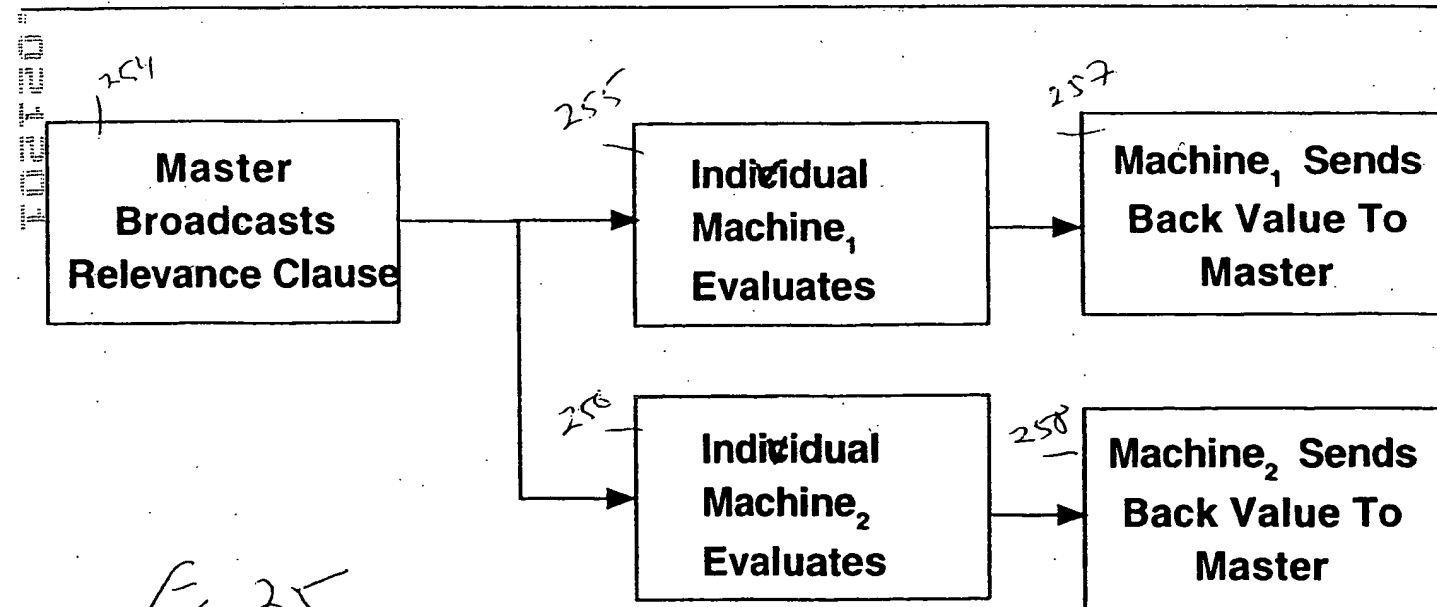 254
Master
Broadcasts
Relevance Clause
255
Individual
Machine₁
Evaluates
257
Machine₁ Sends
Back Value To
Master
256
Individual
Machine₂
Evaluates
258
Machine₂ Sends
Back Value To
Master